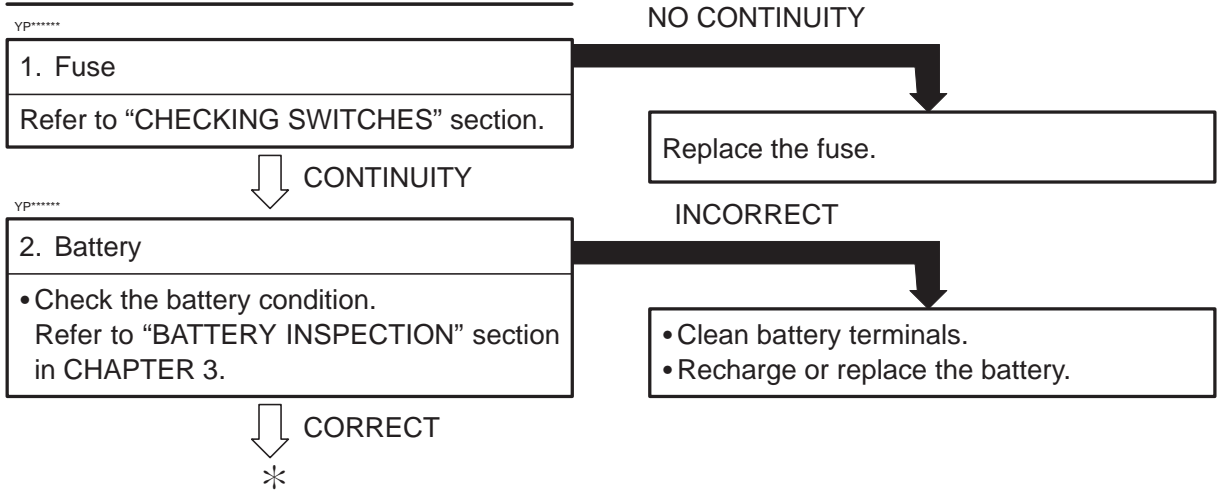 NO CONTINUITY
YP******
1. Fuse
Refer to “CHECKING SWITCHES” section.
Replace the fuse.
CONTINUITY
YP******
INCORRECT
2. Battery
• Check the battery condition.
Refer to “BATTERY INSPECTION” section
in CHAPTER 3.
• Clean battery terminals.
• Recharge or replace the battery.
CORRECT
*